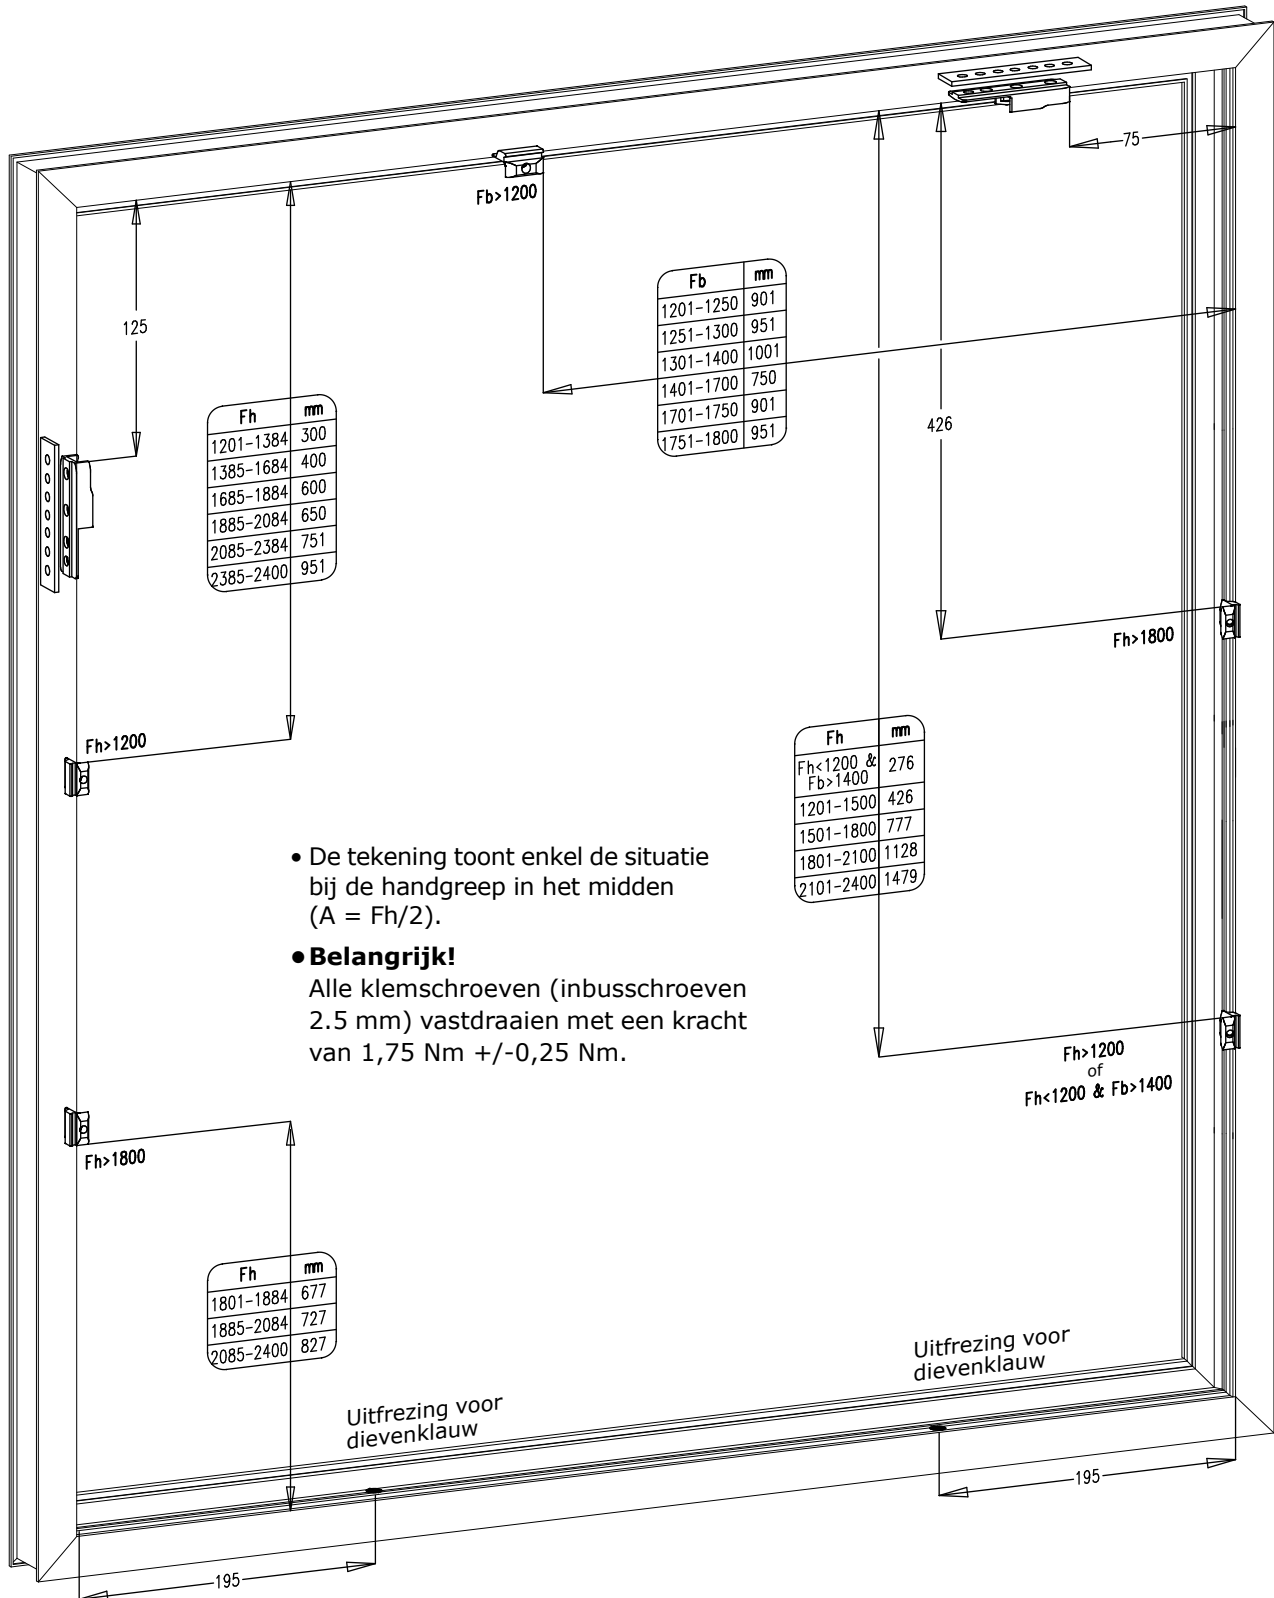 75
Fb>1200
Fb mm
1201-1250 901
1251-1300 951
1301-1400 1001
1401-1700 750
1701-1750 901
1751-1800 951
125
426
Fh mm
1201-1384 300
1385-1684 400
1685-1884 600
1885-2084 650
2085-2384 751
2385-2400 951
Fh>1800
Fh>1200
Fh mm
Fh<1200 &
Fb>1400 276
1201-1500 426
1501-1800 777
1801-2100 1128
2101-2400 1479
• De tekening toont enkel de situatie
bij de handgreep in het midden
(A = Fh/2).
• Belangrijk!
Alle klemschroeven (inbusschroeven
2.5 mm) vastdraaien met een kracht
van 1,75 Nm +/-0,25 Nm.
Fh>1200
of
Fh<1200 & Fb>1400
Fh>1800
Fh mm
1801-1884 677
1885-2084 727
2085-2400 827
Uitfrezing voor
dievenklauw
Uitfrezing voor
dievenklauw
195
195